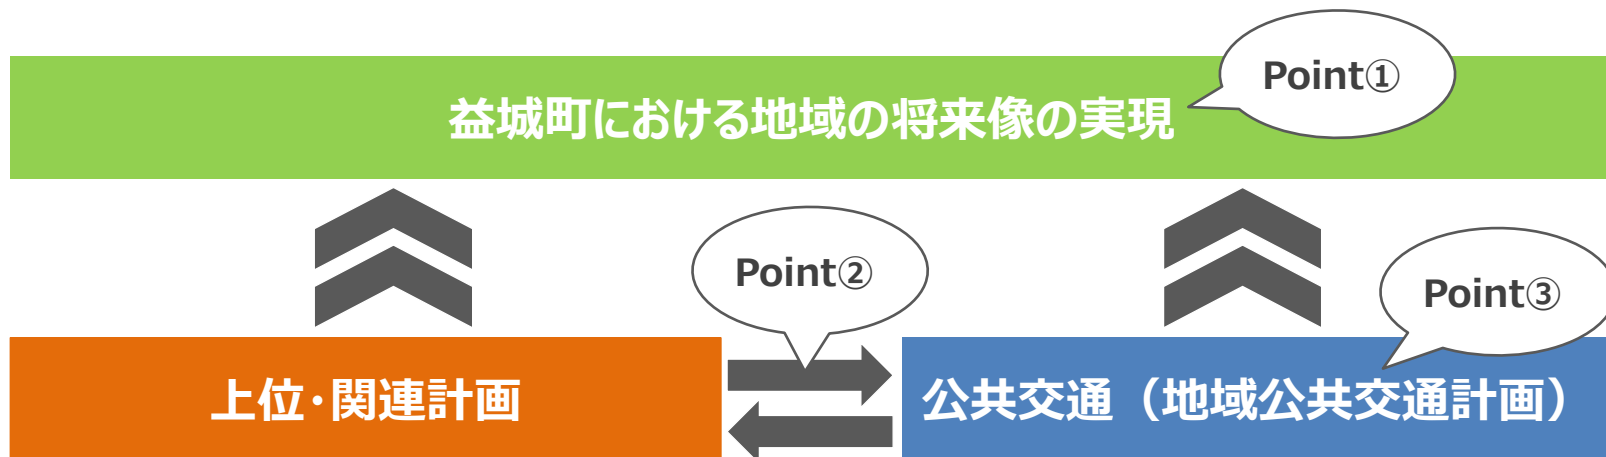 Point①
益城町における地域の将来像の実現
Point②
Point③
上位・関連計画
公共交通（地域公共交通計画）